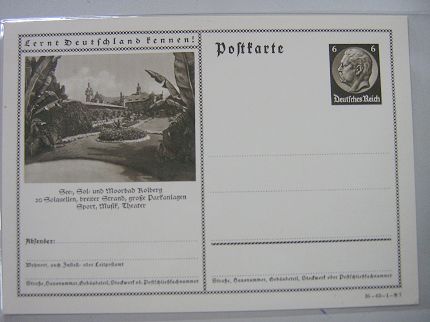 Lernt Deutschland kennen!
See-, Sol- und Moorbad Kolberg
20 Solquellen, breiter Strand, große Parkanlagen
Sport, Musik, Theater
Absender:
Wohnort, auch Zustell- oder Leitpostamt
Straße, Hausnummer, Gebäudeteil, Stockwerk od. Postschließfachnummer
Postkarte
6 6
Deutsches Reich
Straße, Hausnummer, Gebäudeteil, Stockwerk oder Postschließfachnummer